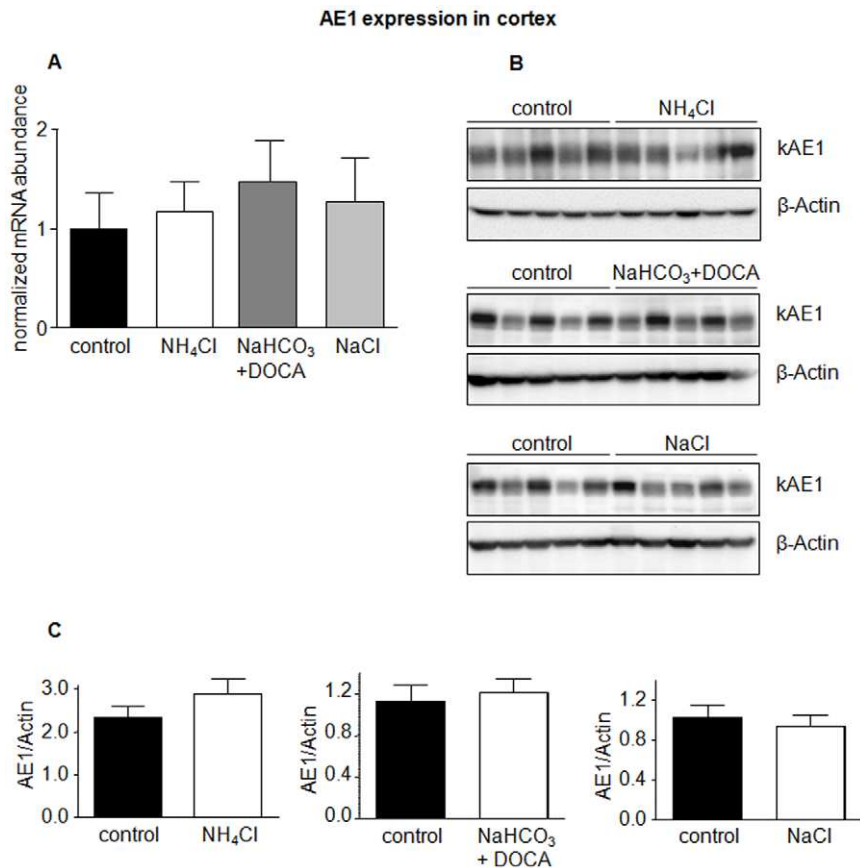 AE1 expression in cortex
A
normalized mRNA abundance
2
1
0
control
NH₄Cl
NaHCO₃
+DOCA
NaCl
B
control NH₄Cl
kAE1
β-Actin
control NaHCO₃+DOCA
kAE1
β-Actin
control NaCl
kAE1
β-Actin
C
AE1/Actin
3.0
2.0
1.0
0.0
control
NH₄Cl
AE1/Actin
1.2
0.8
0.4
0.0
control
NaHCO₃
+ DOCA
AE1/Actin
1.2
0.8
0.4
0.0
control
NaCl